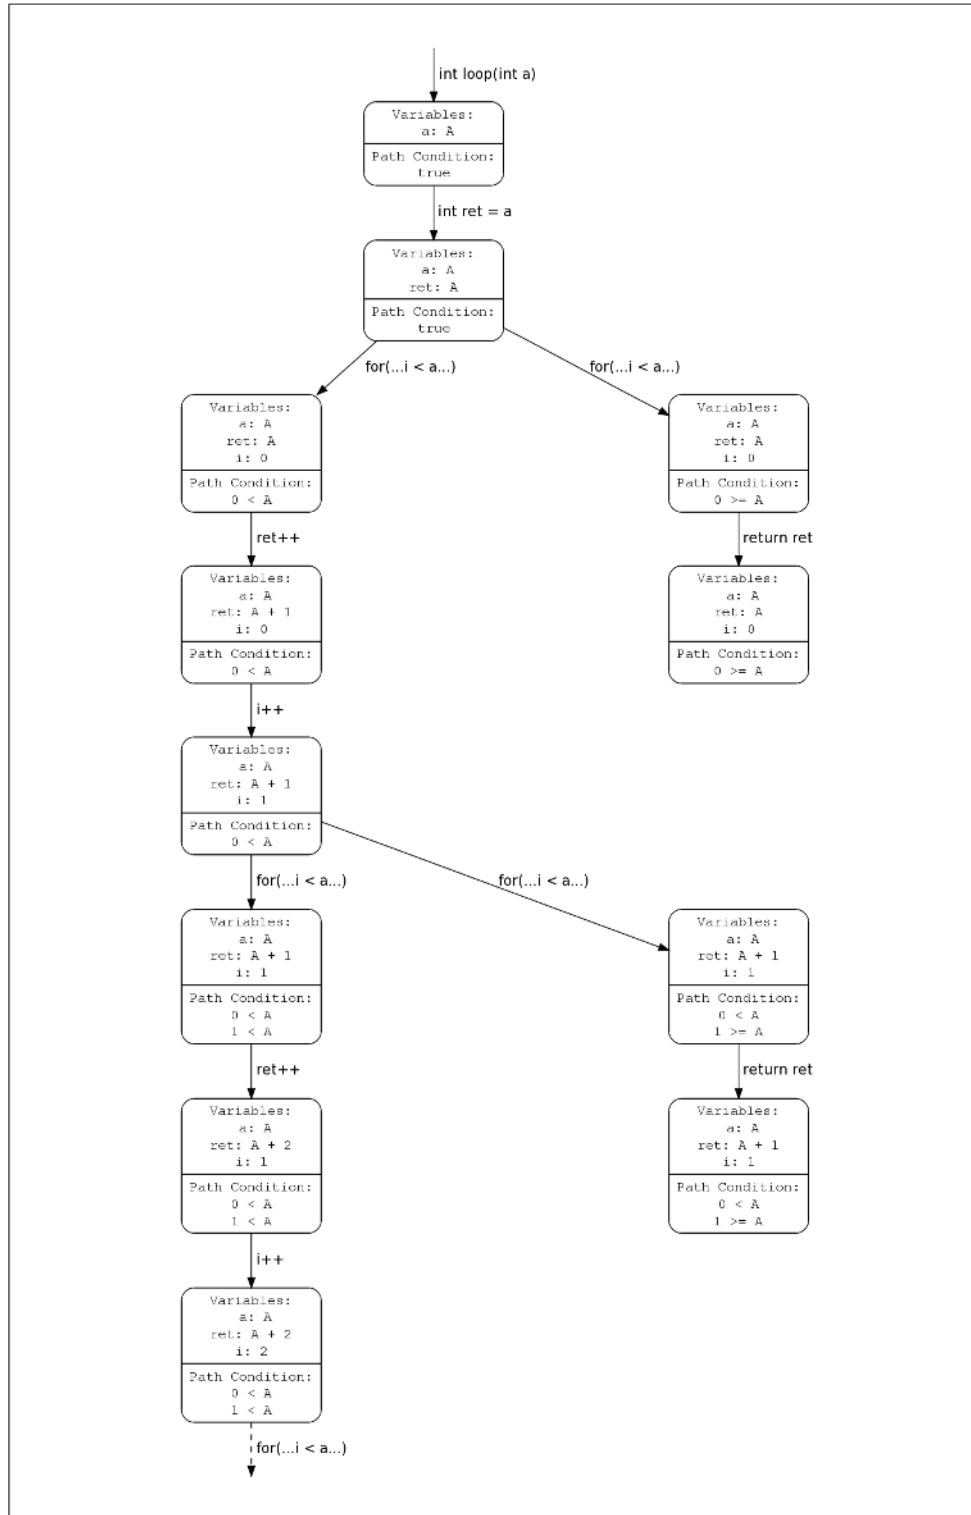 int loop(int a)
Variables:
a: A
Path Condition:
true
int ret = a
Variables:
a: A
ret: A
Path Condition:
true
for(...i < a...)
for(...i < a...)
Variables:
a: A
ret: A
i: 0
Path Condition:
0 < A
Variables:
a: A
ret: A
i: 0
Path Condition:
0 >= A
ret++
return ret
Variables:
a: A
ret: A + 1
i: 0
Path Condition:
0 < A
Variables:
a: A
ret: A
i: 0
Path Condition:
0 >= A
i++
Variables:
a: A
ret: A + 1
i: 1
Path Condition:
0 < A
for(...i < a...)
for(...i < a...)
Variables:
a: A
ret: A + 1
i: 1
Path Condition:
0 < A
1 < A
Variables:
a: A
ret: A + 1
i: 1
Path Condition:
0 < A
1 >= A
ret++
return ret
Variables:
a: A
ret: A + 2
i: 1
Path Condition:
0 < A
1 < A
Variables:
a: A
ret: A + 1
i: 1
Path Condition:
0 < A
1 >= A
i++
Variables:
a: A
ret: A + 2
i: 2
Path Condition:
0 < A
1 < A
for(...i < a...)